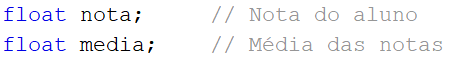 float nota;      // Nota do aluno
float media;     // Média das notas